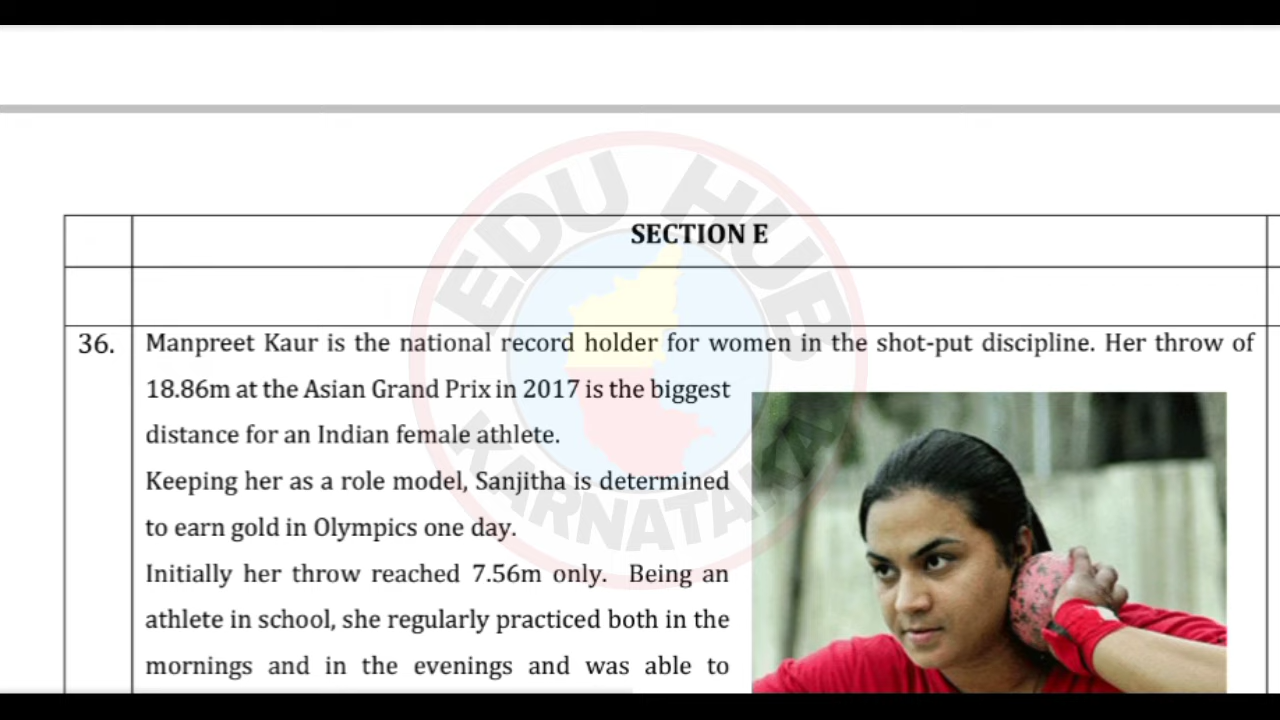 SECTION E
36. Manpreet Kaur is the national record holder for women in the shot-put discipline. Her throw of
18.86m at the Asian Grand Prix in 2017 is the biggest
distance for an Indian female athlete.
Keeping her as a role model, Sanjitha is determined
to earn gold in Olympics one day.
Initially her throw reached 7.56m only. Being an
athlete in school, she regularly practiced both in the
mornings and in the evenings and was able to
EDU HUB
KARNATAKA